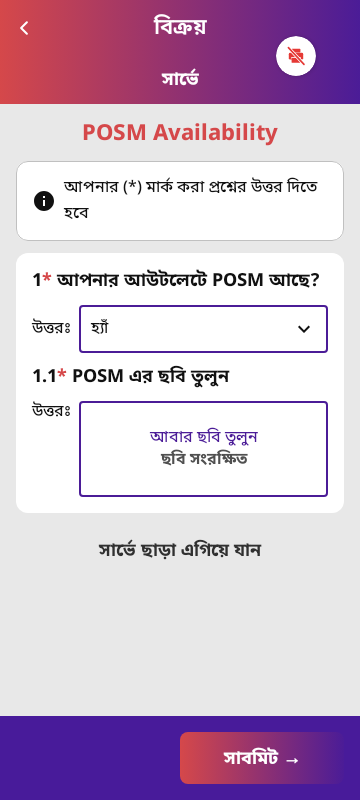 বিক্রয়
সার্ভে
POSM Availability
আপনার (*) মার্ক করা প্রশ্নের উত্তর দিতে
হবে
1* আপনার আউটলেটে POSM আছে?
উত্তরঃ হ্যাঁ
1.1* POSM এর ছবি তুলুন
উত্তরঃ
আবার ছবি তুলুন
ছবি সংরক্ষিত
সার্ভে ছাড়া এগিয়ে যান
সাবমিট →